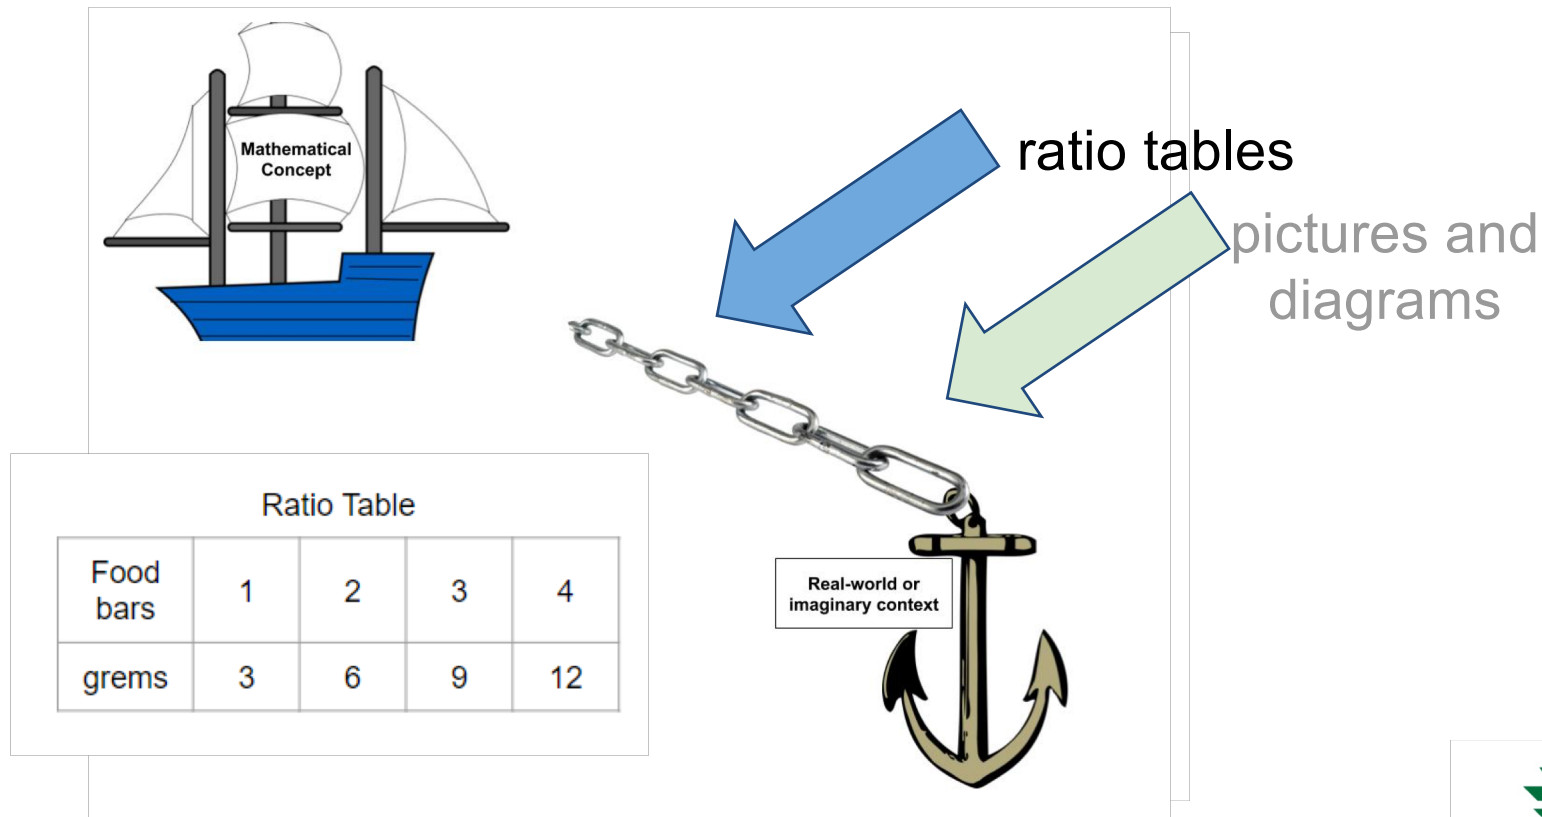 Mathematical
Concept
ratio tables
pictures and
diagrams
Ratio Table
Food
bars
1 2 3 4
grems 3 6 9 12
Real-world or
imaginary context